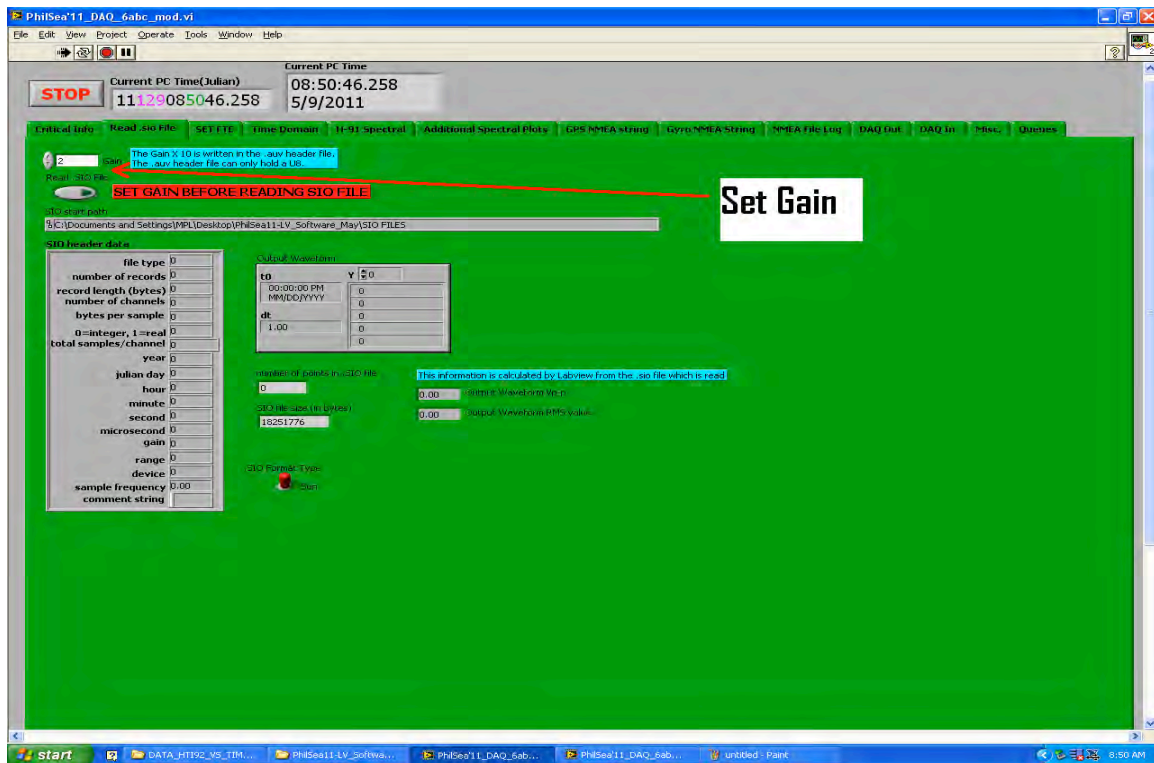 PhilSea'11_DAQ_6abc_mod.vi
File Edit View Project Operate Tools Window Help
Current PC Time(Julian)
Current PC Time
STOP
11129085046.258
08:50:46.258
5/9/2011
Critical Info Read .sio File SET FTE Time Domain H-91 Spectral Additional Spectral Plots GPS NMEA string Gyro NMEA String NMEA File Log DAQ Out DAQ In Misc. Queues
2 Gain
The Gain X 10 is written in the .auv header file.
The .auv header file can only hold a U8.
Read .SIO File
SET GAIN BEFORE READING SIO FILE
Set Gain
SIO start path
C:\Documents and Settings\MPL\Desktop\PhilSea11-LV_Software_May\SIO FILES
SIO header data
file type 0
number of records 0
record length (bytes) 0
number of channels 0
bytes per sample 0
0=integer, 1=real 0
total samples/channel 0
year 0
julian day 0
hour 0
minute 0
second 0
microsecond 0
gain 0
range 0
device 0
sample frequency 0.00
comment string
Output Waveform
t0
00:00:00 PM
MM/DD/YYYY
dt
1.00
Y 0
0
0
0
0
0
number of points in .SIO file
0
SIO file size (in bytes)
18251776
This information is calculated by Labview from the .sio file which is read
0.00 Output Waveform
0.00 Output Waveform RMS value
SIO Format Type
start DATA_HTI92_VS_TIM... PhilSea11-LV_Softwa... PhilSea'11_DAQ_6ab... PhilSea'11_DAQ_6ab... untitled - Paint 8:50 AM